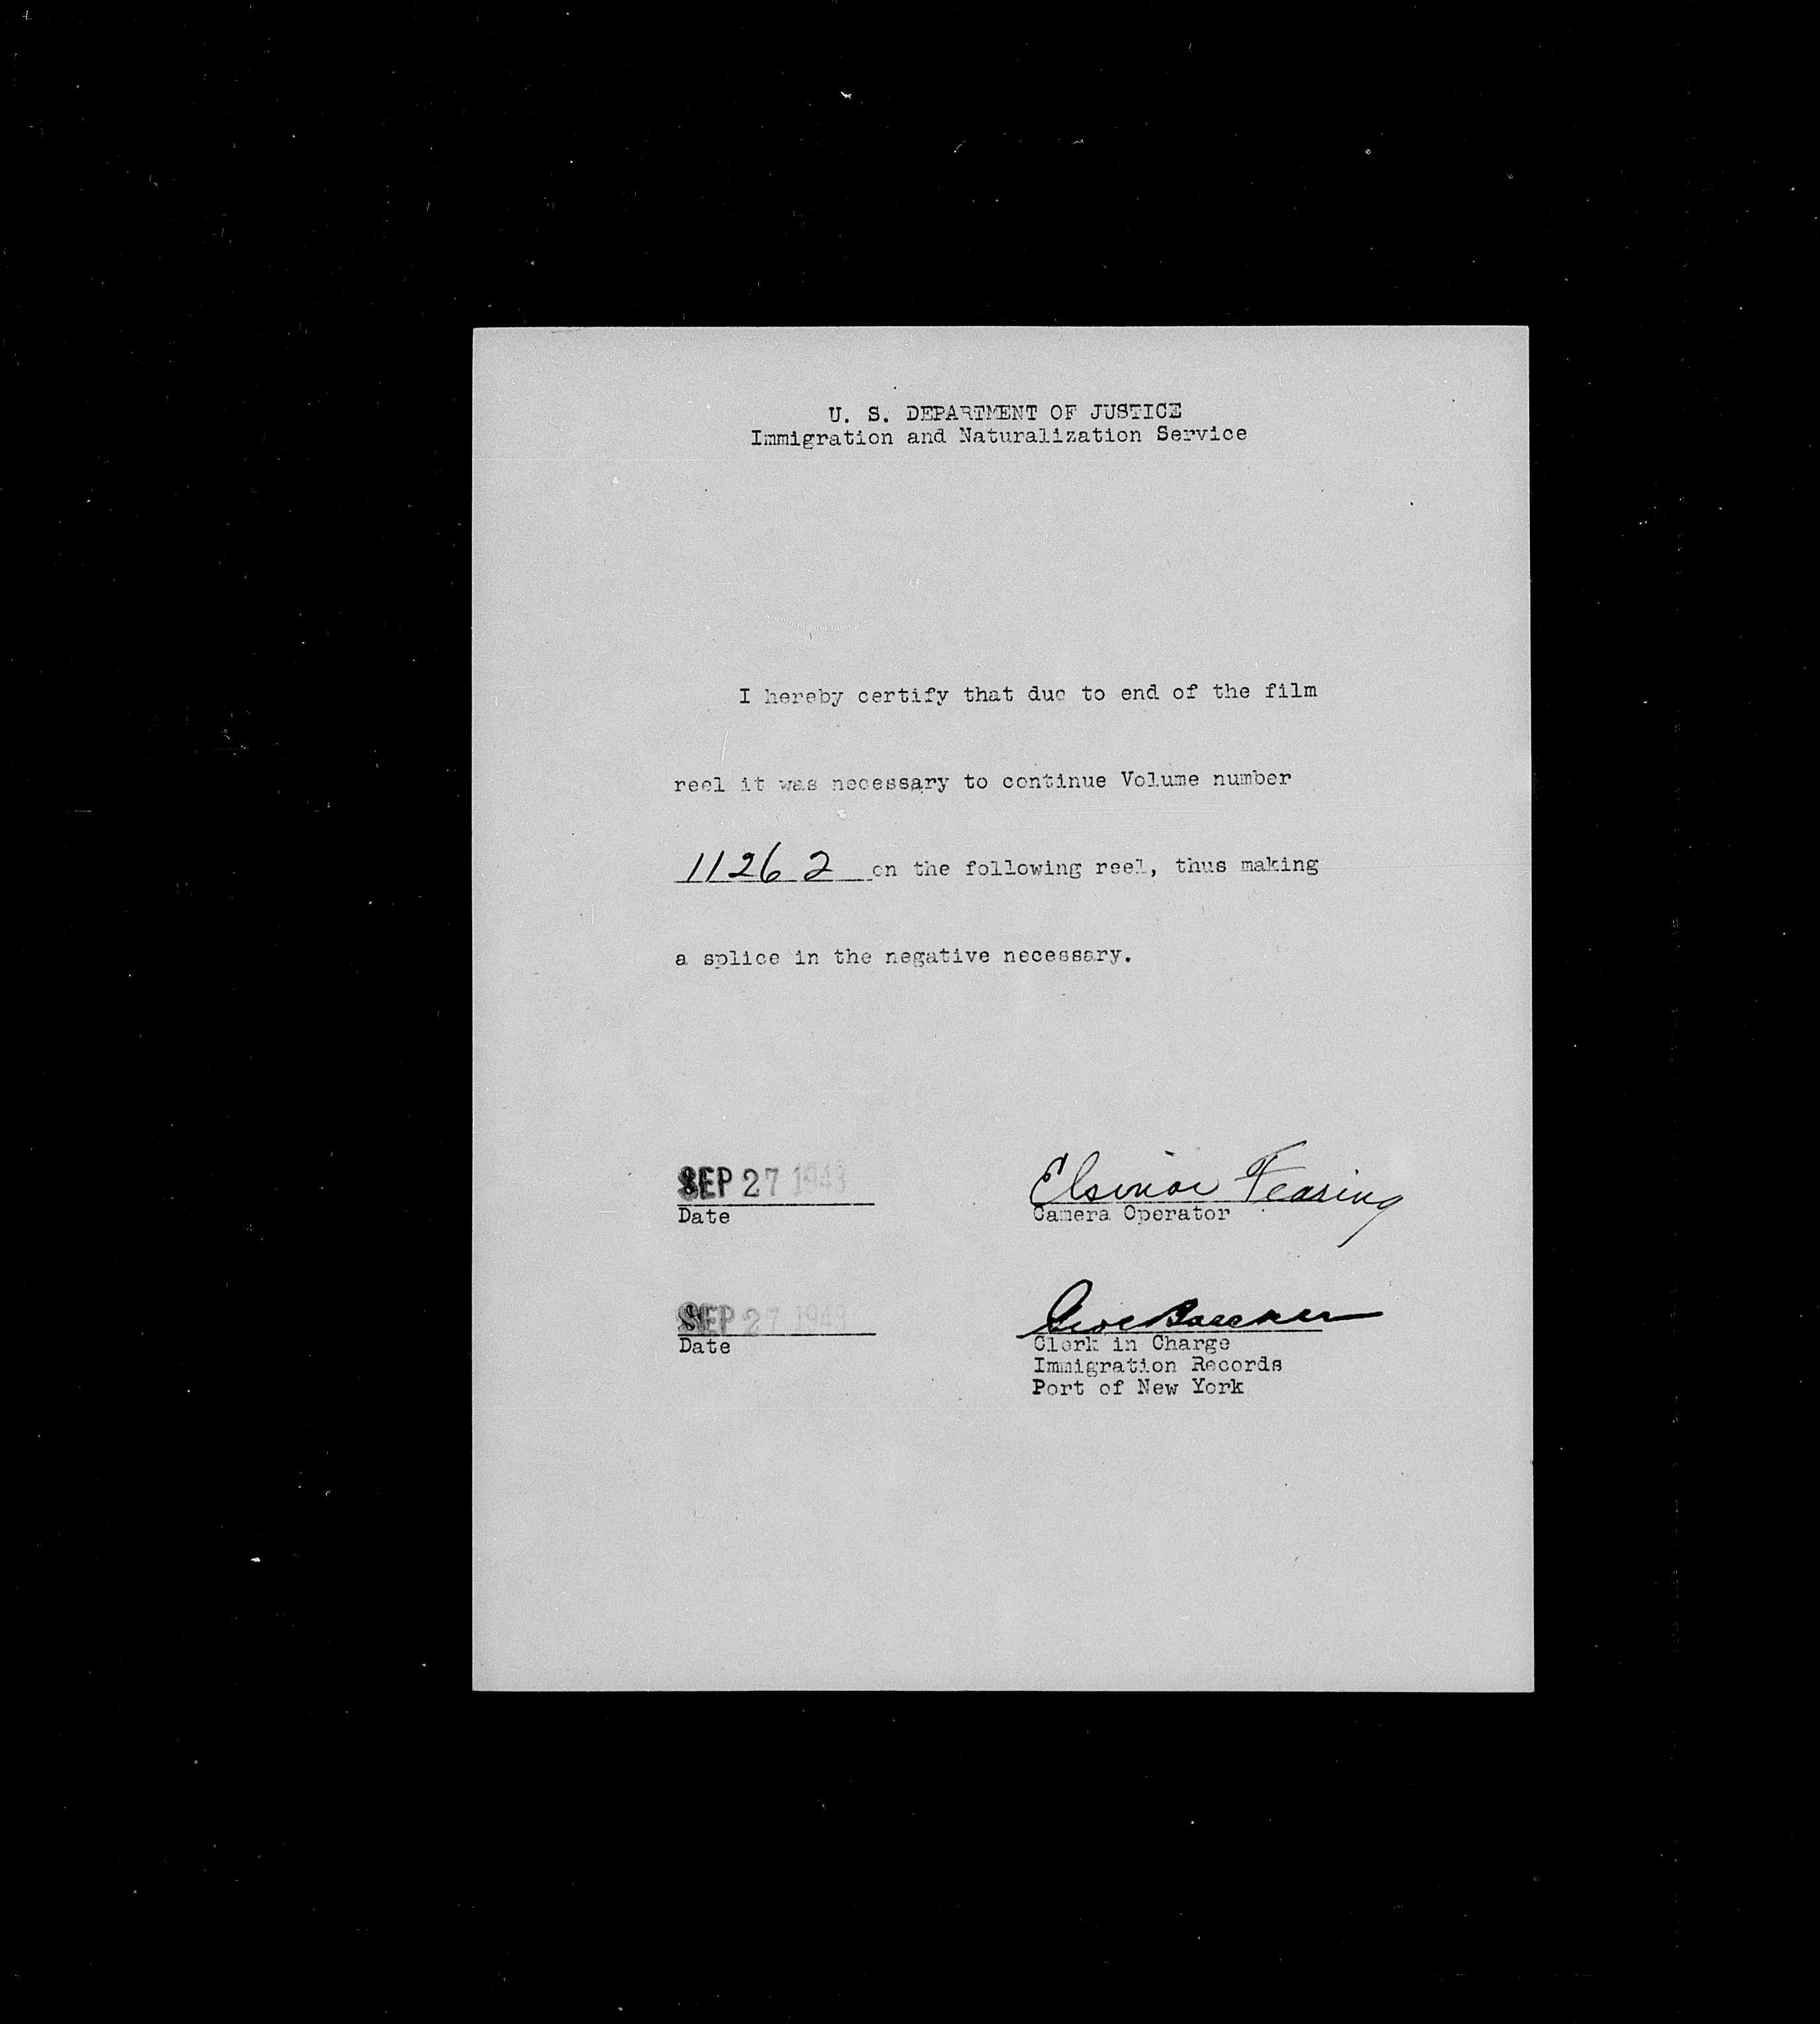 U. S. DEPARTMENT OF JUSTICE
Immigration and Naturalization Service
I hereby certify that due to end of the film
reel it was necessary to continue Volume number
11262 on the following reel, thus making
a splice in the negative necessary.
SEP 27 1943
Date
Elsinor Fearing
Camera Operator
SEP 27 1943
Date
Clerk in Charge
Immigration Records
Port of New York